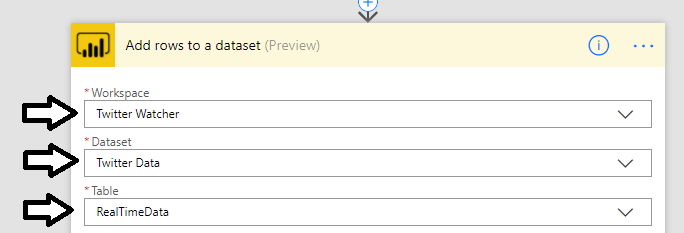 Add rows to a dataset (Preview)
* Workspace
Twitter Watcher
* Dataset
Twitter Data
* Table
RealTimeData